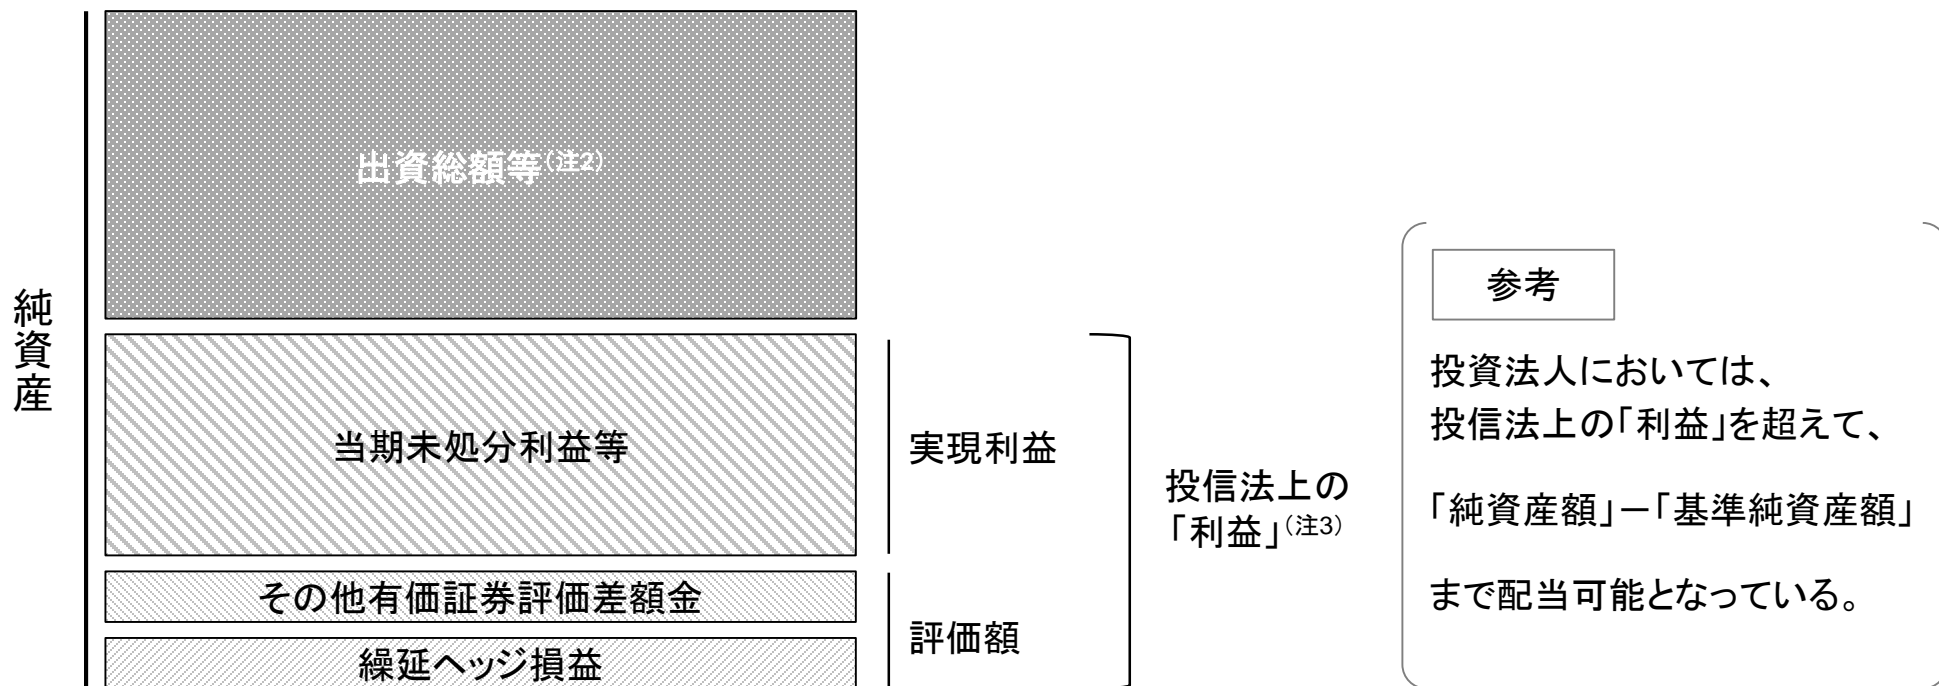 純資産
出資総額等(注2)
当期未処分利益等
その他有価証券評価差額金
繰延ヘッジ損益
実現利益
評価額
投信法上の
「利益」(注3)
参考
投資法人においては、
投信法上の「利益」を超えて、
「純資産額」－「基準純資産額」
まで配当可能となっている。